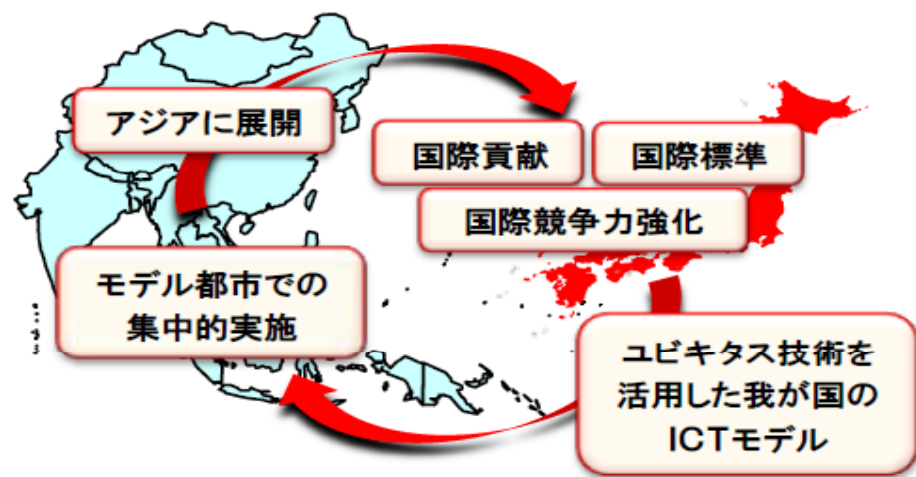 アジアに展開
国際貢献
国際標準
国際競争力強化
モデル都市での
集中的実施
ユビキタス技術を
活用した我が国の
ICTモデル